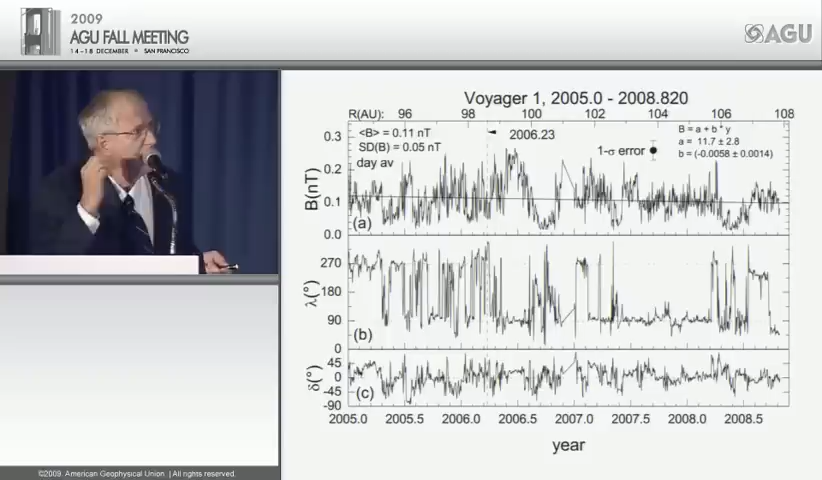 2009
AGU FALL MEETING
14-18 DECEMBER • SAN FRANCISCO
AGU
Voyager 1, 2005.0 - 2008.820
R(AU): 96 98 100 102 104 106 108
<B> = 0.11 nT
SD(B) = 0.05 nT
day av
2006.23
1-σ error
B = a + b * y
a = 11.7 ± 2.8
b = (-0.0058 ± 0.0014)
B(nT)
0.3
0.2
0.1
0.0
(a)
λ(°)
270
180
90
0
(b)
δ(°)
45
0
-45
-90
(c)
2005.0 2005.5 2006.0 2006.5 2007.0 2007.5 2008.0 2008.5
year
©2009. American Geophysical Union. | All rights reserved.